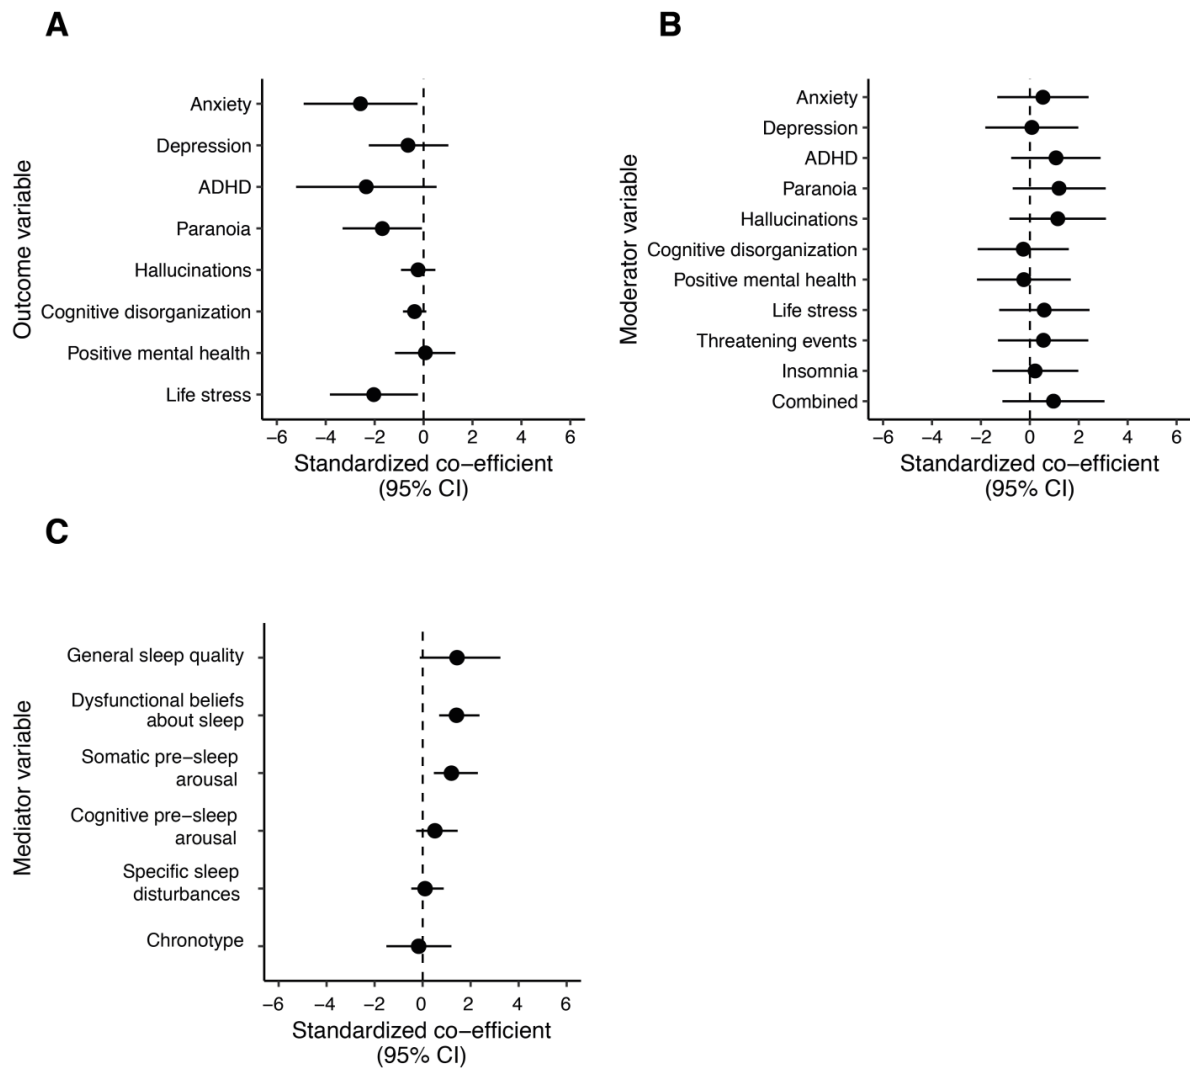 A
Outcome variable
Anxiety
Depression
ADHD
Paranoia
Hallucinations
Cognitive disorganization
Positive mental health
Life stress
−6 −4 −2 0 2 4 6
Standardized co−efficient
(95% CI)
B
Moderator variable
Anxiety
Depression
ADHD
Paranoia
Hallucinations
Cognitive disorganization
Positive mental health
Life stress
Threatening events
Insomnia
Combined
−6 −4 −2 0 2 4 6
Standardized co−efficient
(95% CI)
C
Mediator variable
General sleep quality
Dysfunctional beliefs
about sleep
Somatic pre−sleep
arousal
Cognitive pre−sleep
arousal
Specific sleep
disturbances
Chronotype
−6 −4 −2 0 2 4 6
Standardized co−efficient
(95% CI)